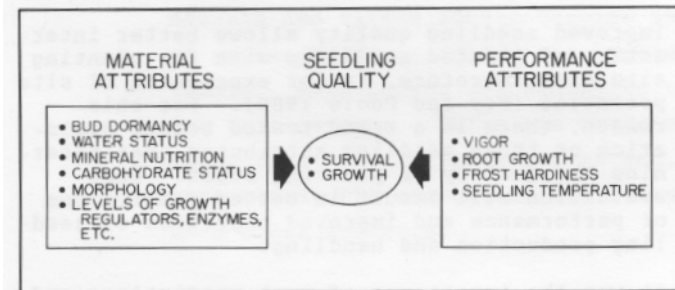 MATERIAL ATTRIBUTES
• BUD DORMANCY
• WATER STATUS
• MINERAL NUTRITION
• CARBOHYDRATE STATUS
• MORPHOLOGY
• LEVELS OF GROWTH
REGULATORS, ENZYMES,
ETC.
SEEDLING QUALITY
• SURVIVAL
• GROWTH
PERFORMANCE ATTRIBUTES
• VIGOR
• ROOT GROWTH
• FROST HARDINESS
• SEEDLING TEMPERATURE